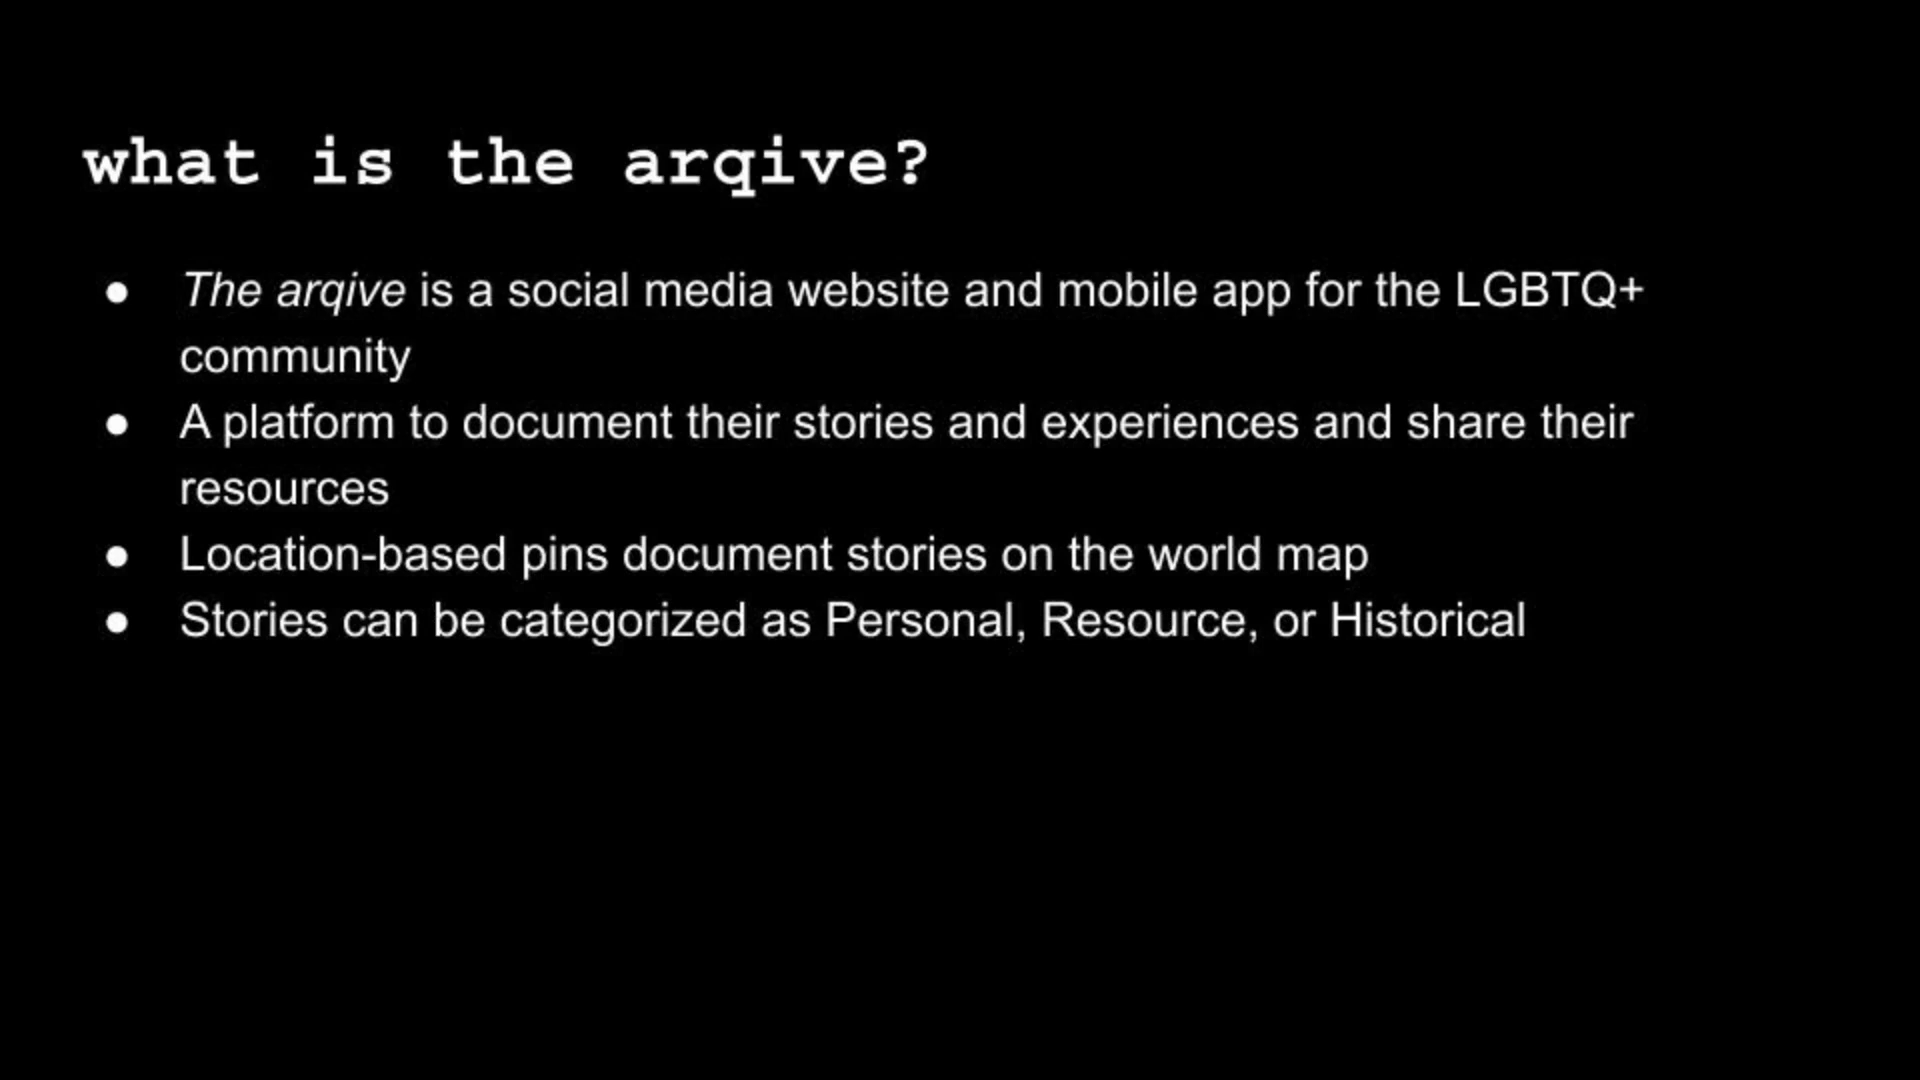 what is the arqive?
● The arqive is a social media website and mobile app for the LGBTQ+
community
● A platform to document their stories and experiences and share their
resources
● Location-based pins document stories on the world map
● Stories can be categorized as Personal, Resource, or Historical